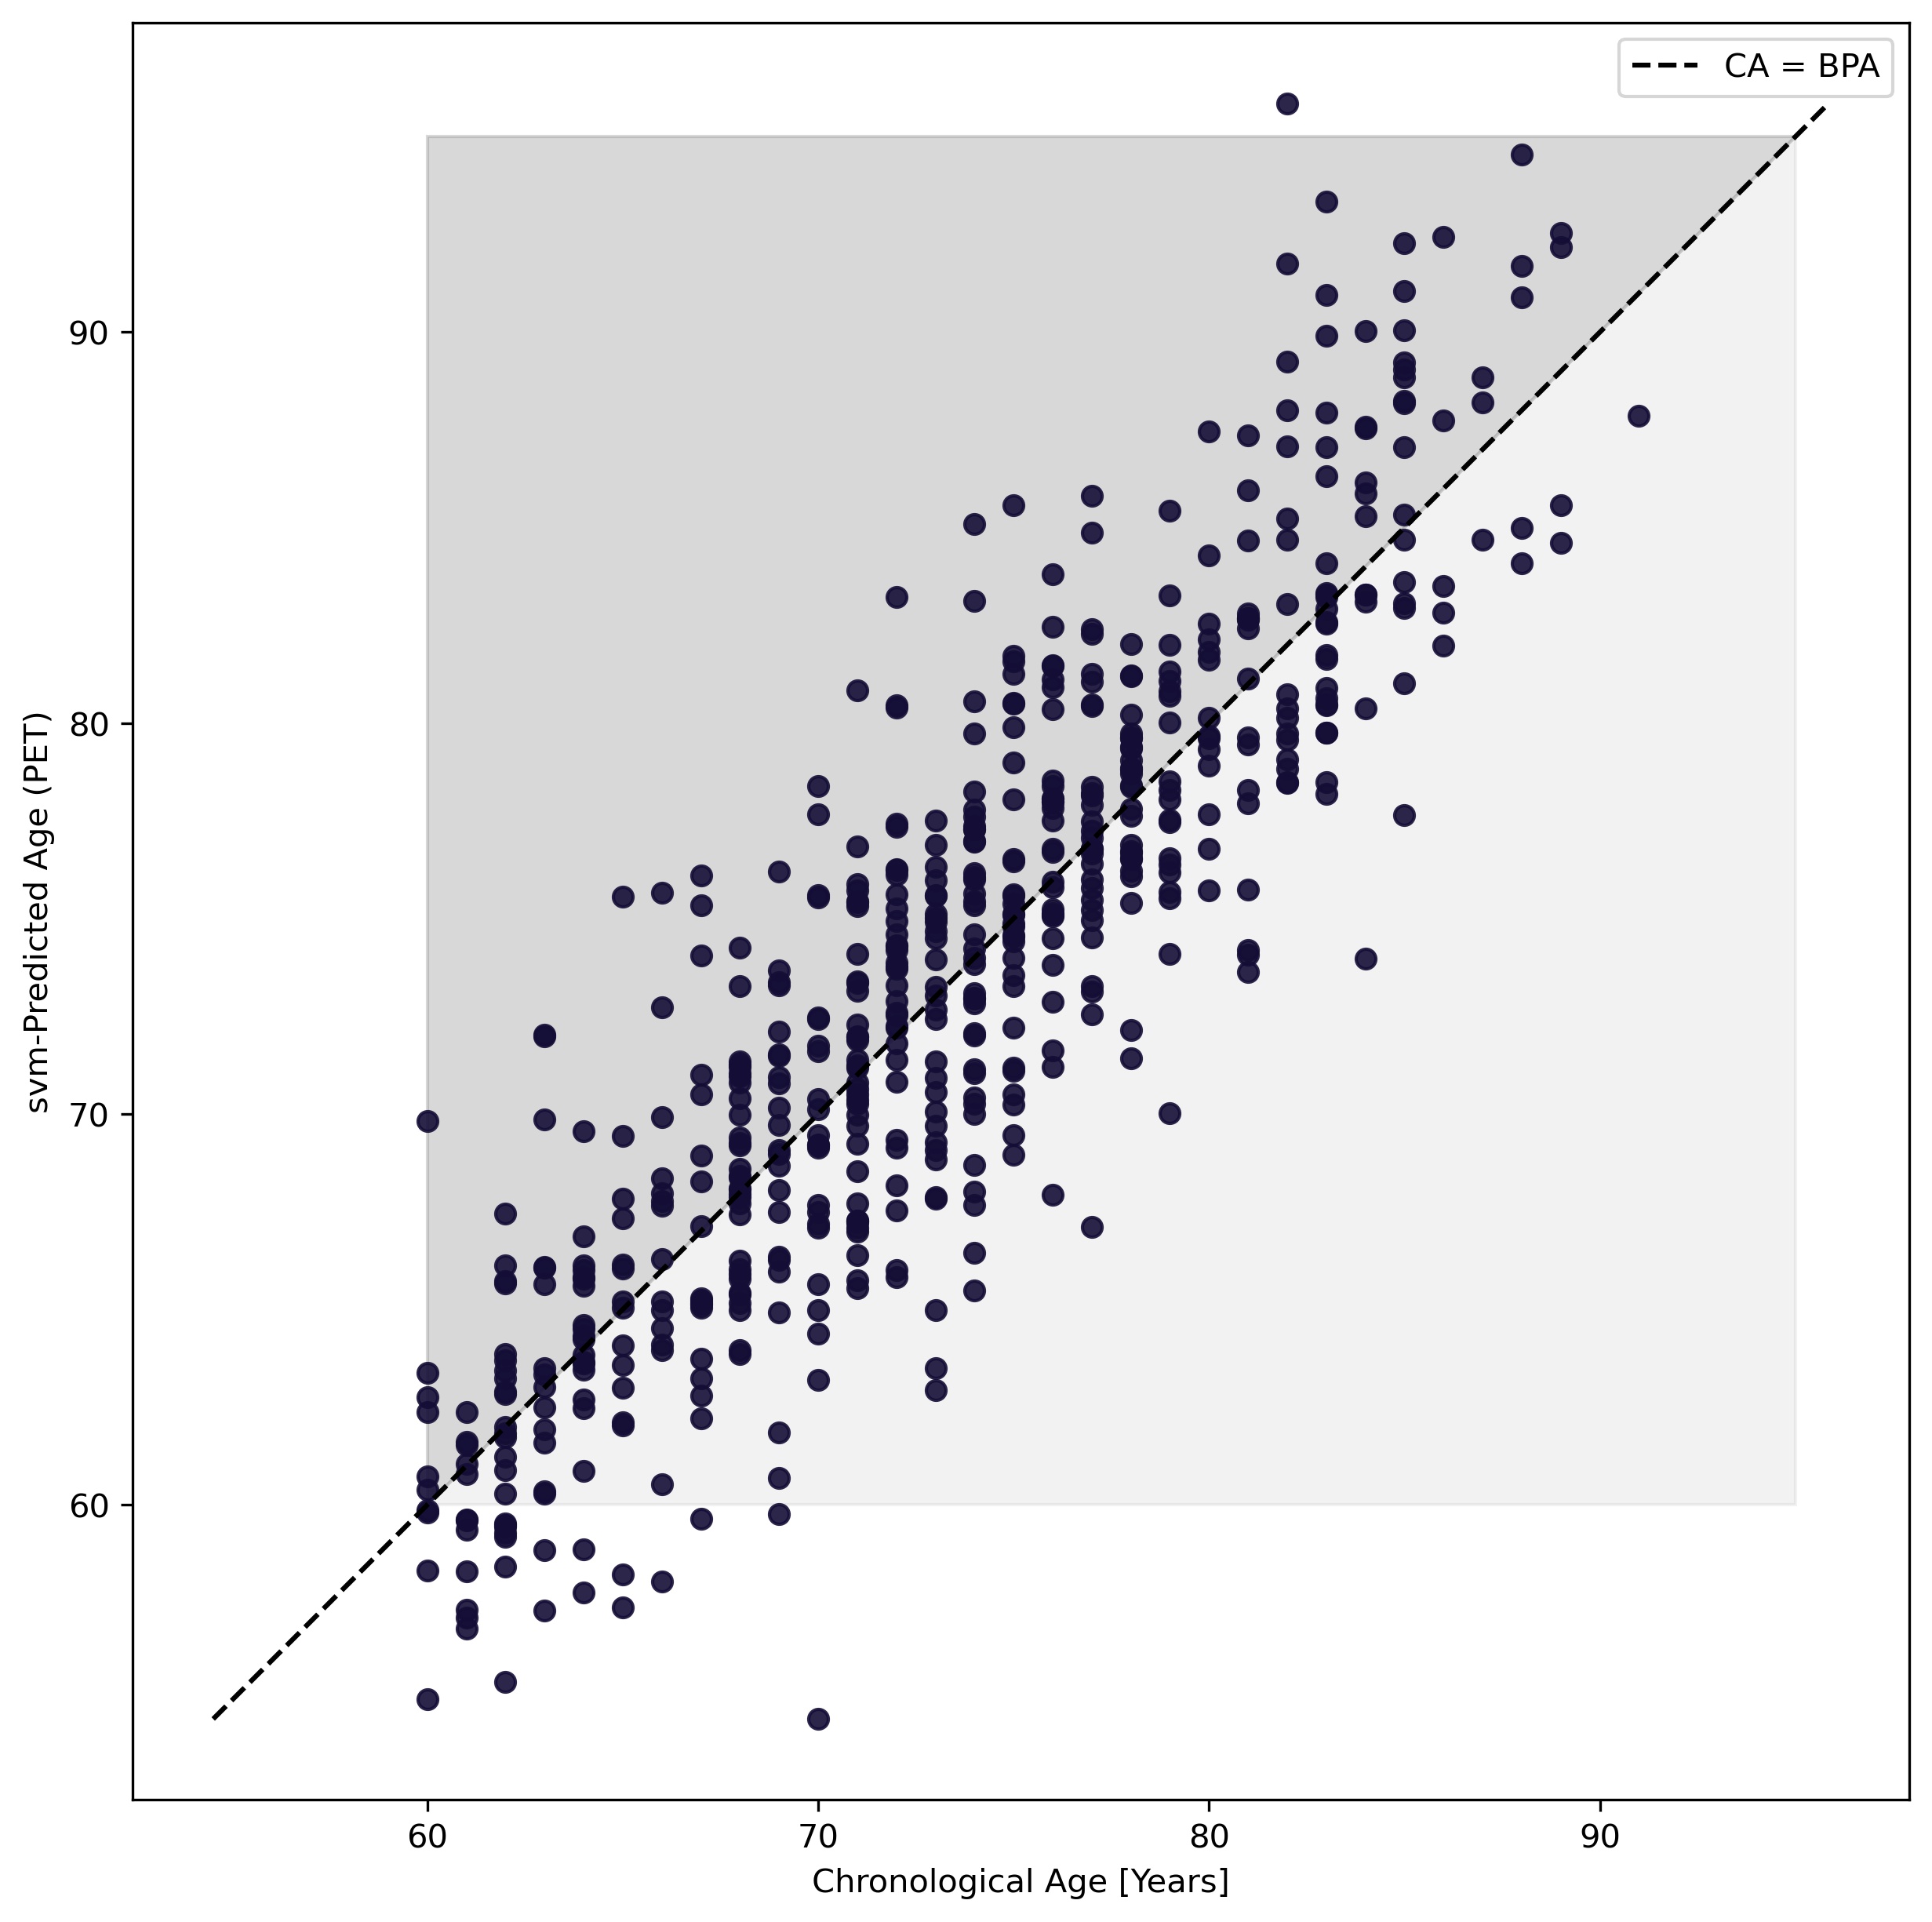 CA = BPA
svm-Predicted Age (PET)
90
80
70
60
60 70 80 90
Chronological Age [Years]